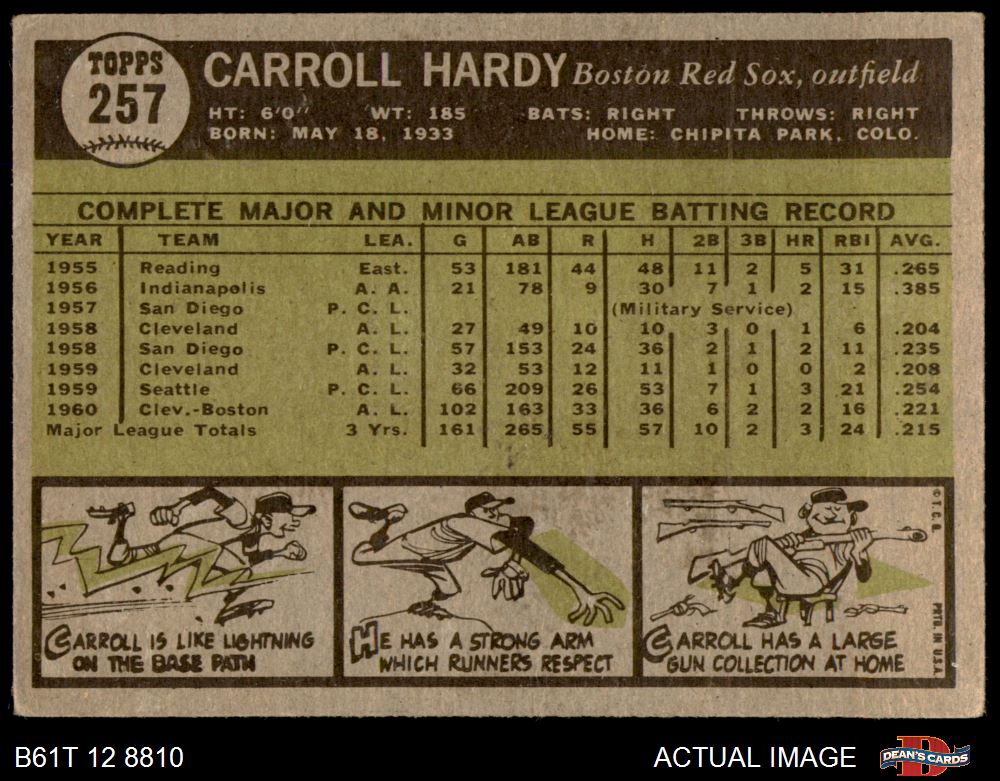 TOPPS
257
CARROLL HARDY Boston Red Sox, outfield
HT: 6'0" WT: 185 BATS: RIGHT THROWS: RIGHT
BORN: MAY 18, 1933 HOME: CHIPITA PARK, COLO.
COMPLETE MAJOR AND MINOR LEAGUE BATTING RECORD
YEAR TEAM LEA. G AB R H 2B 3B HR RBI AVG.
1955 Reading East. 53 181 44 48 11 2 5 31 .265
1956 Indianapolis A. A. 21 78 9 30 7 1 2 15 .385
1957 San Diego P. C. L. (Military Service)
1958 Cleveland A. L. 27 49 10 10 3 0 1 6 .204
1958 San Diego P. C. L. 57 153 24 36 2 1 2 11 .235
1959 Cleveland A. L. 32 53 12 11 1 0 0 2 .208
1959 Seattle P. C. L. 66 209 26 53 7 1 3 21 .254
1960 Clev.-Boston A. L. 102 163 33 36 6 2 2 16 .221
Major League Totals 3 Yrs. 161 265 55 57 10 2 3 24 .215
CARROLL IS LIKE LIGHTNING
ON THE BASE PATH
HE HAS A STRONG ARM
WHICH RUNNERS RESPECT
CARROLL HAS A LARGE
GUN COLLECTION AT HOME
© T. C. G. PRTD. IN U.S.A.
B61T 12 8810 ACTUAL IMAGE DEAN'S CARDS